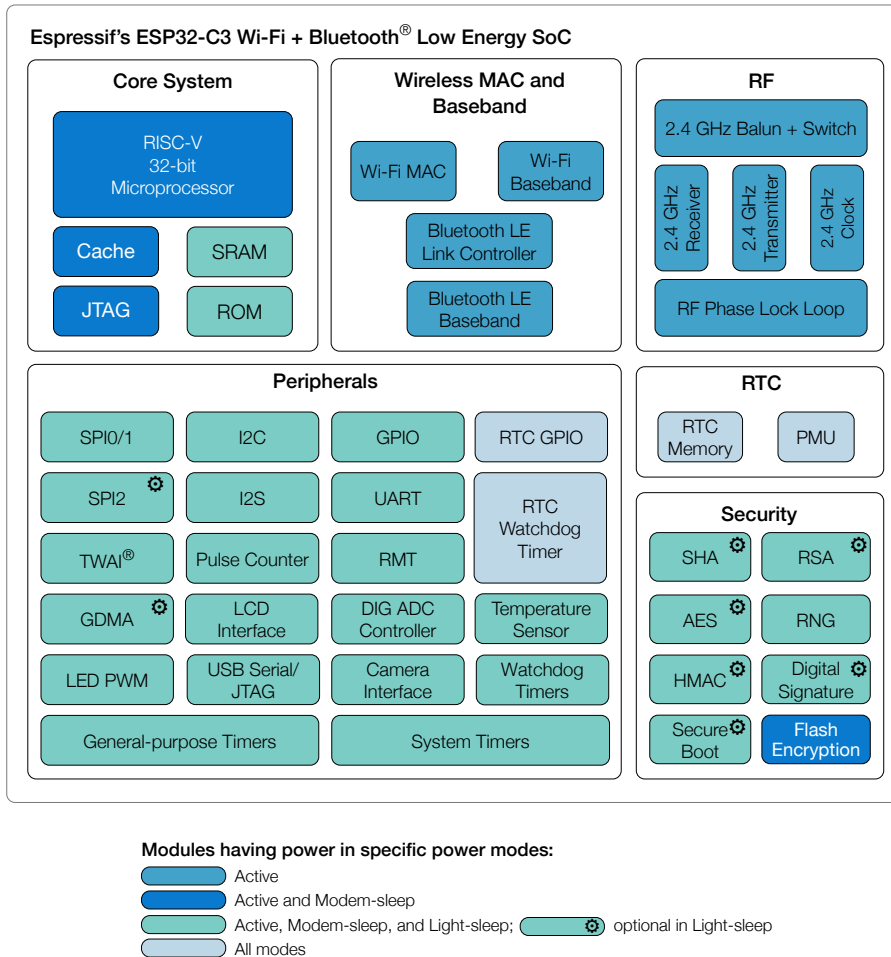 Espressif's ESP32-C3 Wi-Fi + Bluetooth® Low Energy SoC
Core System
RISC-V
32-bit
Microprocessor
Cache
SRAM
JTAG
ROM
Wireless MAC and
Baseband
Wi-Fi MAC
Wi-Fi
Baseband
Bluetooth LE
Link Controller
Bluetooth LE
Baseband
RF
2.4 GHz Balun + Switch
2.4 GHz
Receiver
2.4 GHz
Transmitter
2.4 GHz
Clock
RF Phase Lock Loop
Peripherals
SPI0/1
I2C
GPIO
RTC GPIO
SPI2
I2S
UART
RTC
Watchdog
Timer
TWAI®
Pulse Counter
RMT
GDMA
LCD
Interface
DIG ADC
Controller
Temperature
Sensor
LED PWM
USB Serial/
JTAG
Camera
Interface
Watchdog
Timers
General-purpose Timers
System Timers
RTC
RTC
Memory
PMU
Security
SHA
RSA
AES
RNG
HMAC
Digital
Signature
Secure
Boot
Flash
Encryption
Modules having power in specific power modes:
Active
Active and Modem-sleep
Active, Modem-sleep, and Light-sleep; optional in Light-sleep
All modes